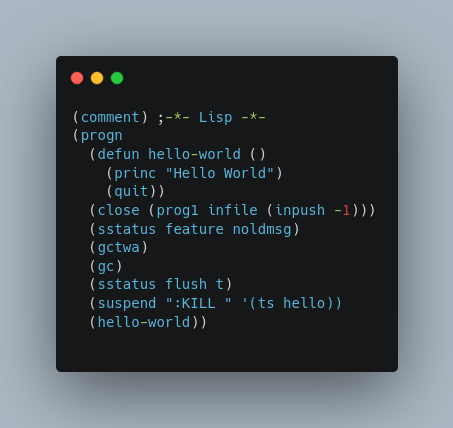 (comment) ;-*- Lisp -*-
(progn
  (defun hello-world ()
    (princ "Hello World")
    (quit))
  (close (prog1 infile (inpush -1)))
  (sstatus feature noldmsg)
  (gctwa)
  (gc)
  (sstatus flush t)
  (suspend ":KILL " '(ts hello))
  (hello-world))